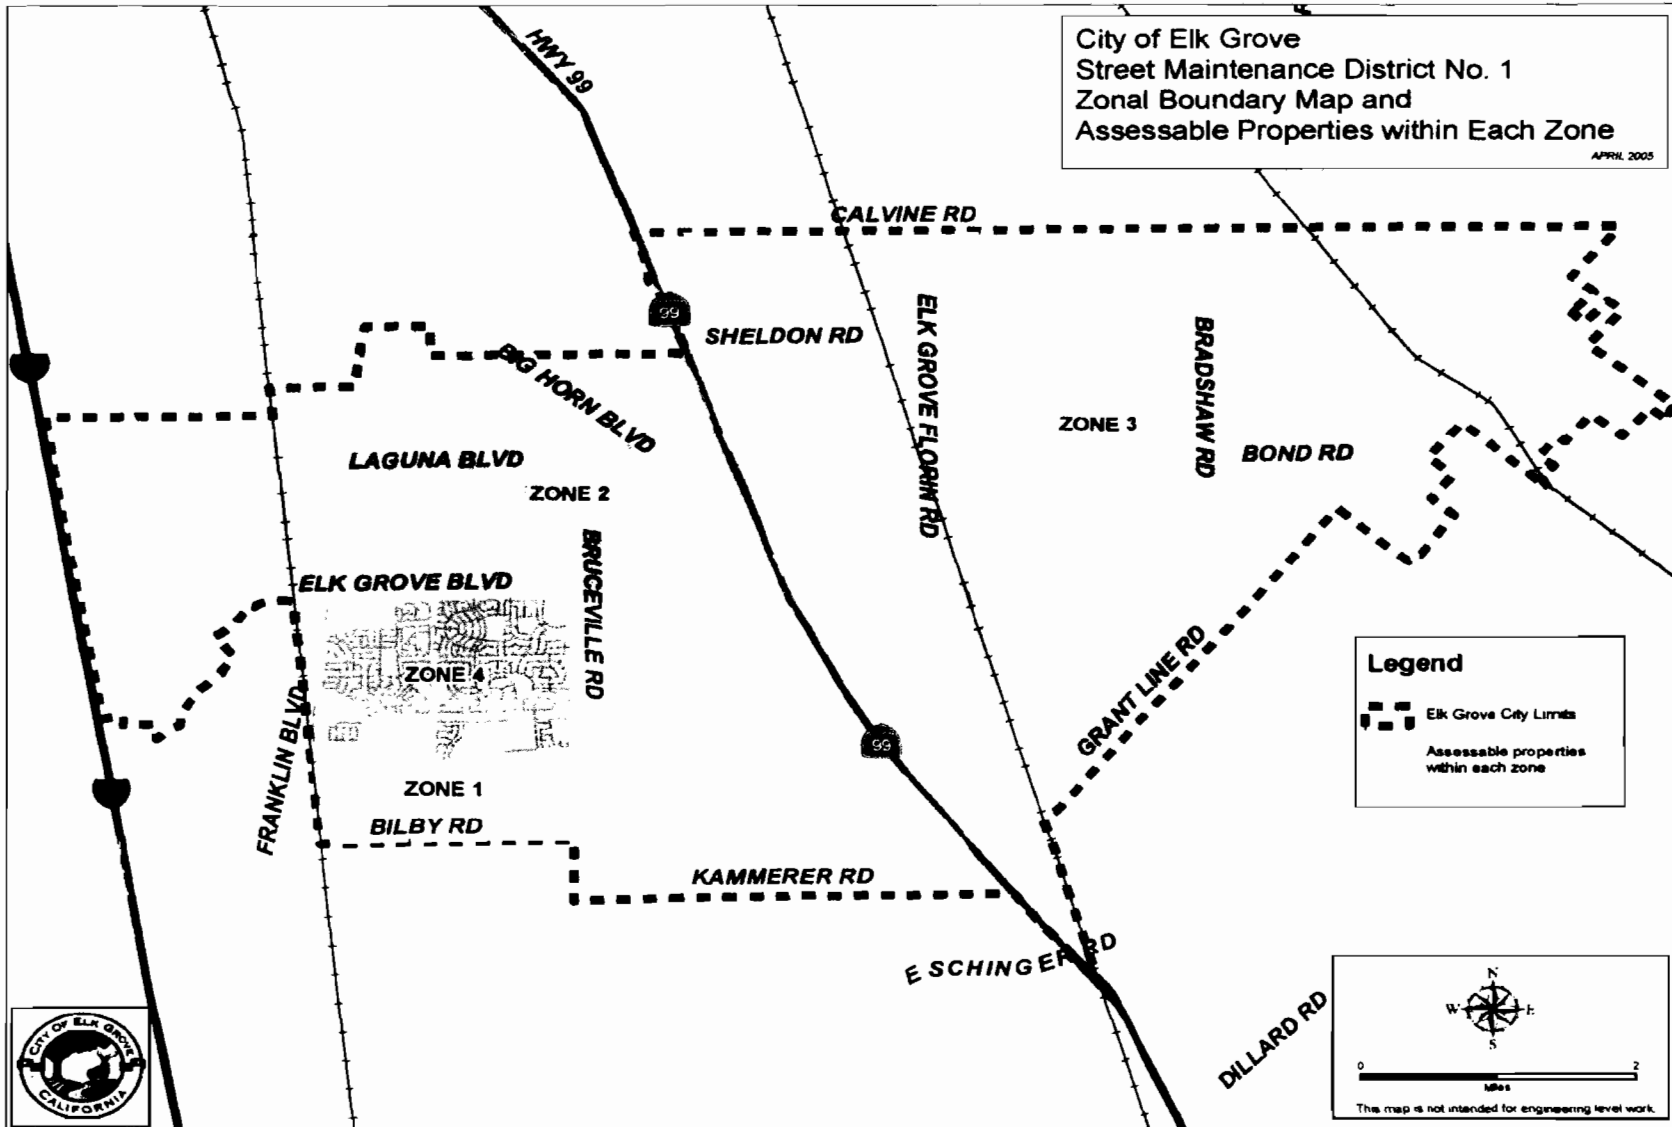 City of Elk Grove
Street Maintenance District No. 1
Zonal Boundary Map and
Assessable Properties within Each Zone
APRIL 2005
HWY 99
CALVINE RD
99
SHELDON RD
ELK GROVE FLORIN RD
BRADSHAW RD
BIG HORN BLVD
ZONE 3
BOND RD
LAGUNA BLVD
ZONE 2
BRUCEVILLE RD
ELK GROVE BLVD
ZONE 4
FRANKLIN BLVD
GRANT LINE RD
99
ZONE 1
BILBY RD
KAMMERER RD
E SCHINGER RD
DILLARD RD
Legend
Elk Grove City Limits
Assessable properties
within each zone
N
W E
S
0 2
Miles
This map is not intended for engineering level work.
CITY OF ELK GROVE
CALIFORNIA